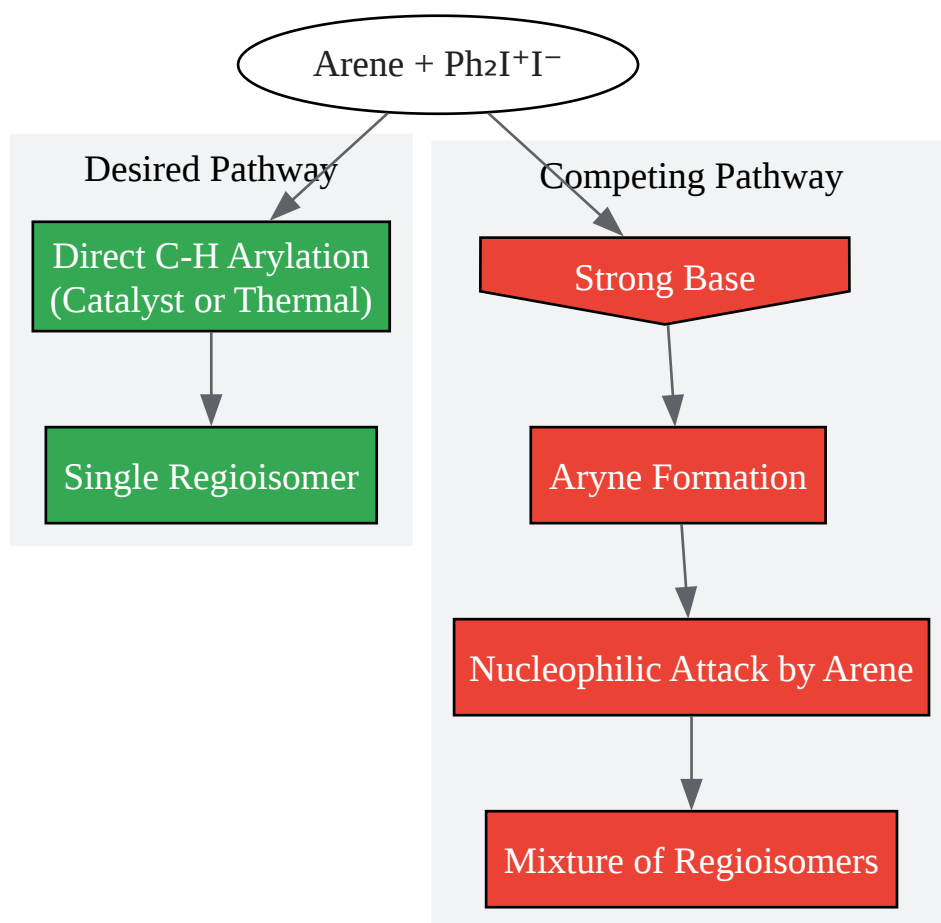 Arene + Ph₂I⁺I⁻
Desired Pathway
Direct C-H Arylation
(Catalyst or Thermal)
Single Regioisomer
Competing Pathway
Strong Base
Aryne Formation
Nucleophilic Attack by Arene
Mixture of Regioisomers